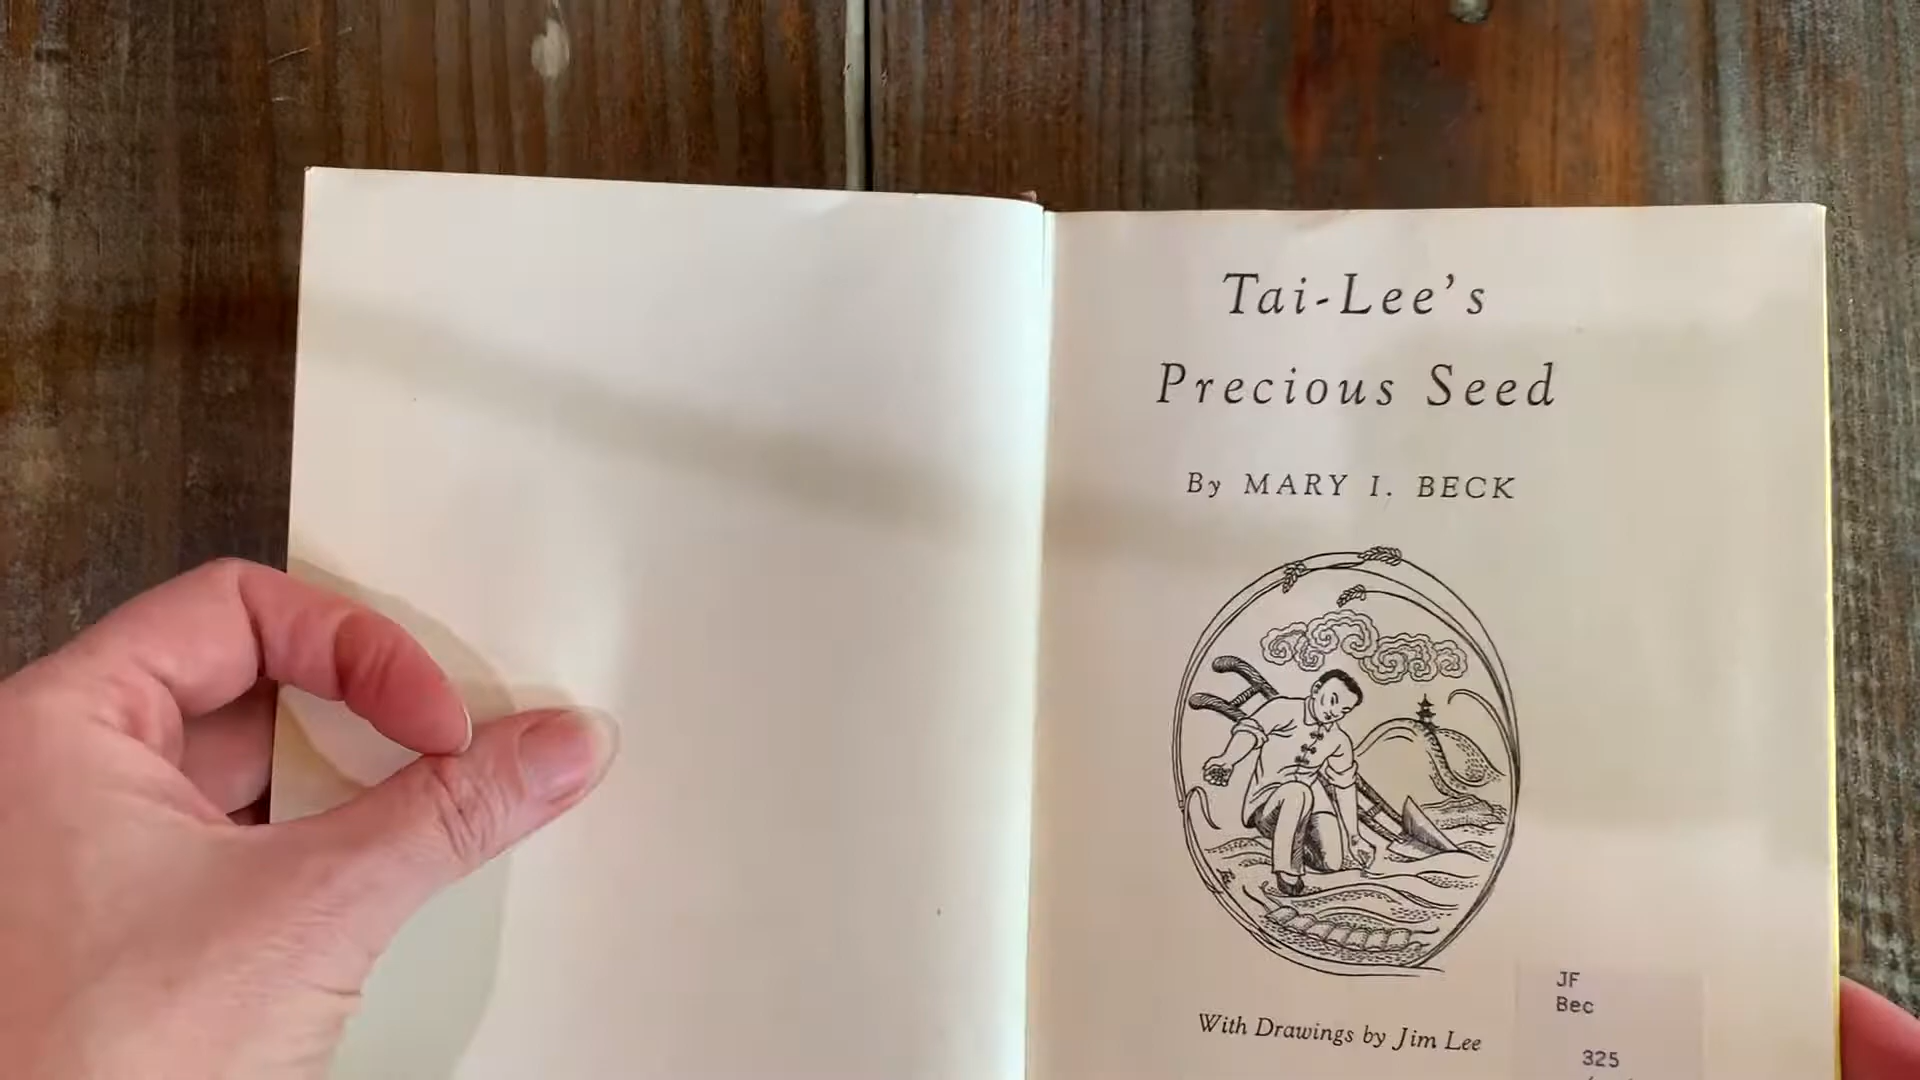 Tai-Lee's
Precious Seed
By MARY I. BECK
With Drawings by Jim Lee
JF
Bec
325